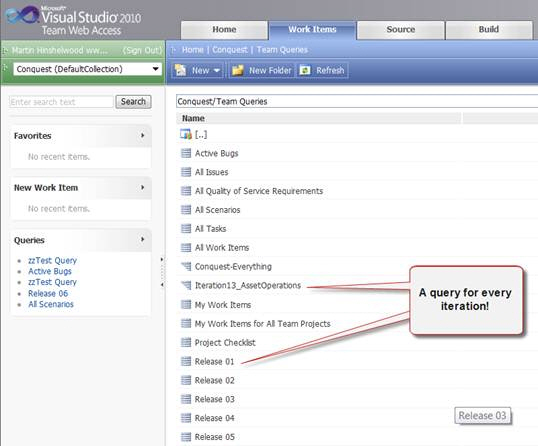 Microsoft
Visual Studio 2010
Team Web Access
Home
Work Items
Source
Build
Martin Hinshelwood ww... (Sign Out)
Home | Conquest | Team Queries
Conquest (DefaultCollection)
New
New Folder
Refresh
Enter search text
Search
Favorites
No recent items.
New Work Item
No recent items.
Queries
zzTest Query
Active Bugs
zzTest Query
Release 06
All Scenarios
Conquest/Team Queries
Name
[..]
Active Bugs
All Issues
All Quality of Service Requirements
All Scenarios
All Tasks
All Work Items
Conquest-Everything
Iteration13_AssetOperations
My Work Items
My Work Items for All Team Projects
Project Checklist
Release 01
Release 02
Release 03
Release 04
Release 05
A query for every
iteration!
Release 03